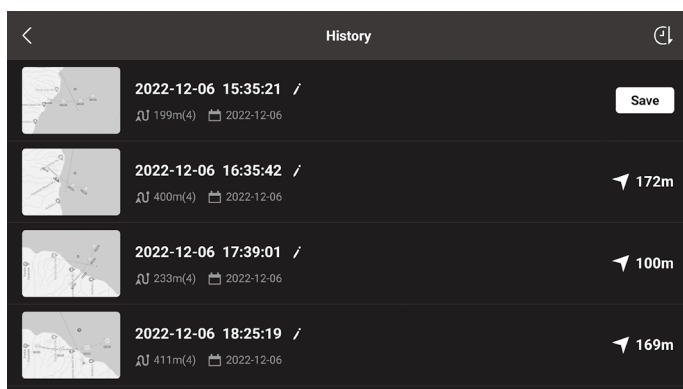 History
2022-12-06 15:35:21
199m(4) 2022-12-06
Save
2022-12-06 16:35:42
400m(4) 2022-12-06
172m
2022-12-06 17:39:01
233m(4) 2022-12-06
100m
2022-12-06 18:25:19
411m(4) 2022-12-06
169m